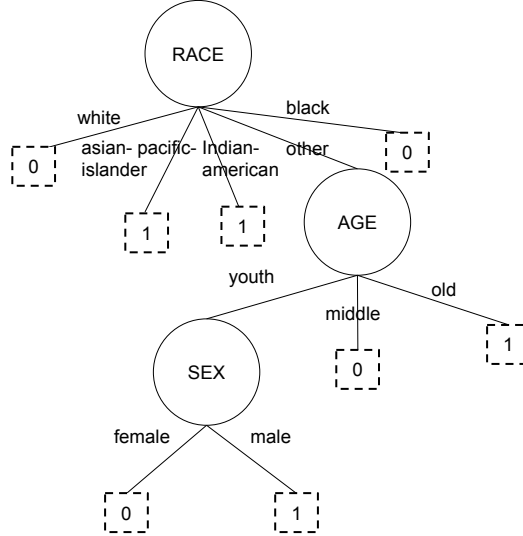 RACE
white
black
asian- pacific-
islander
Indian-
american
other
0
0
1
1
AGE
youth
middle
old
SEX
0
1
female
male
0
1